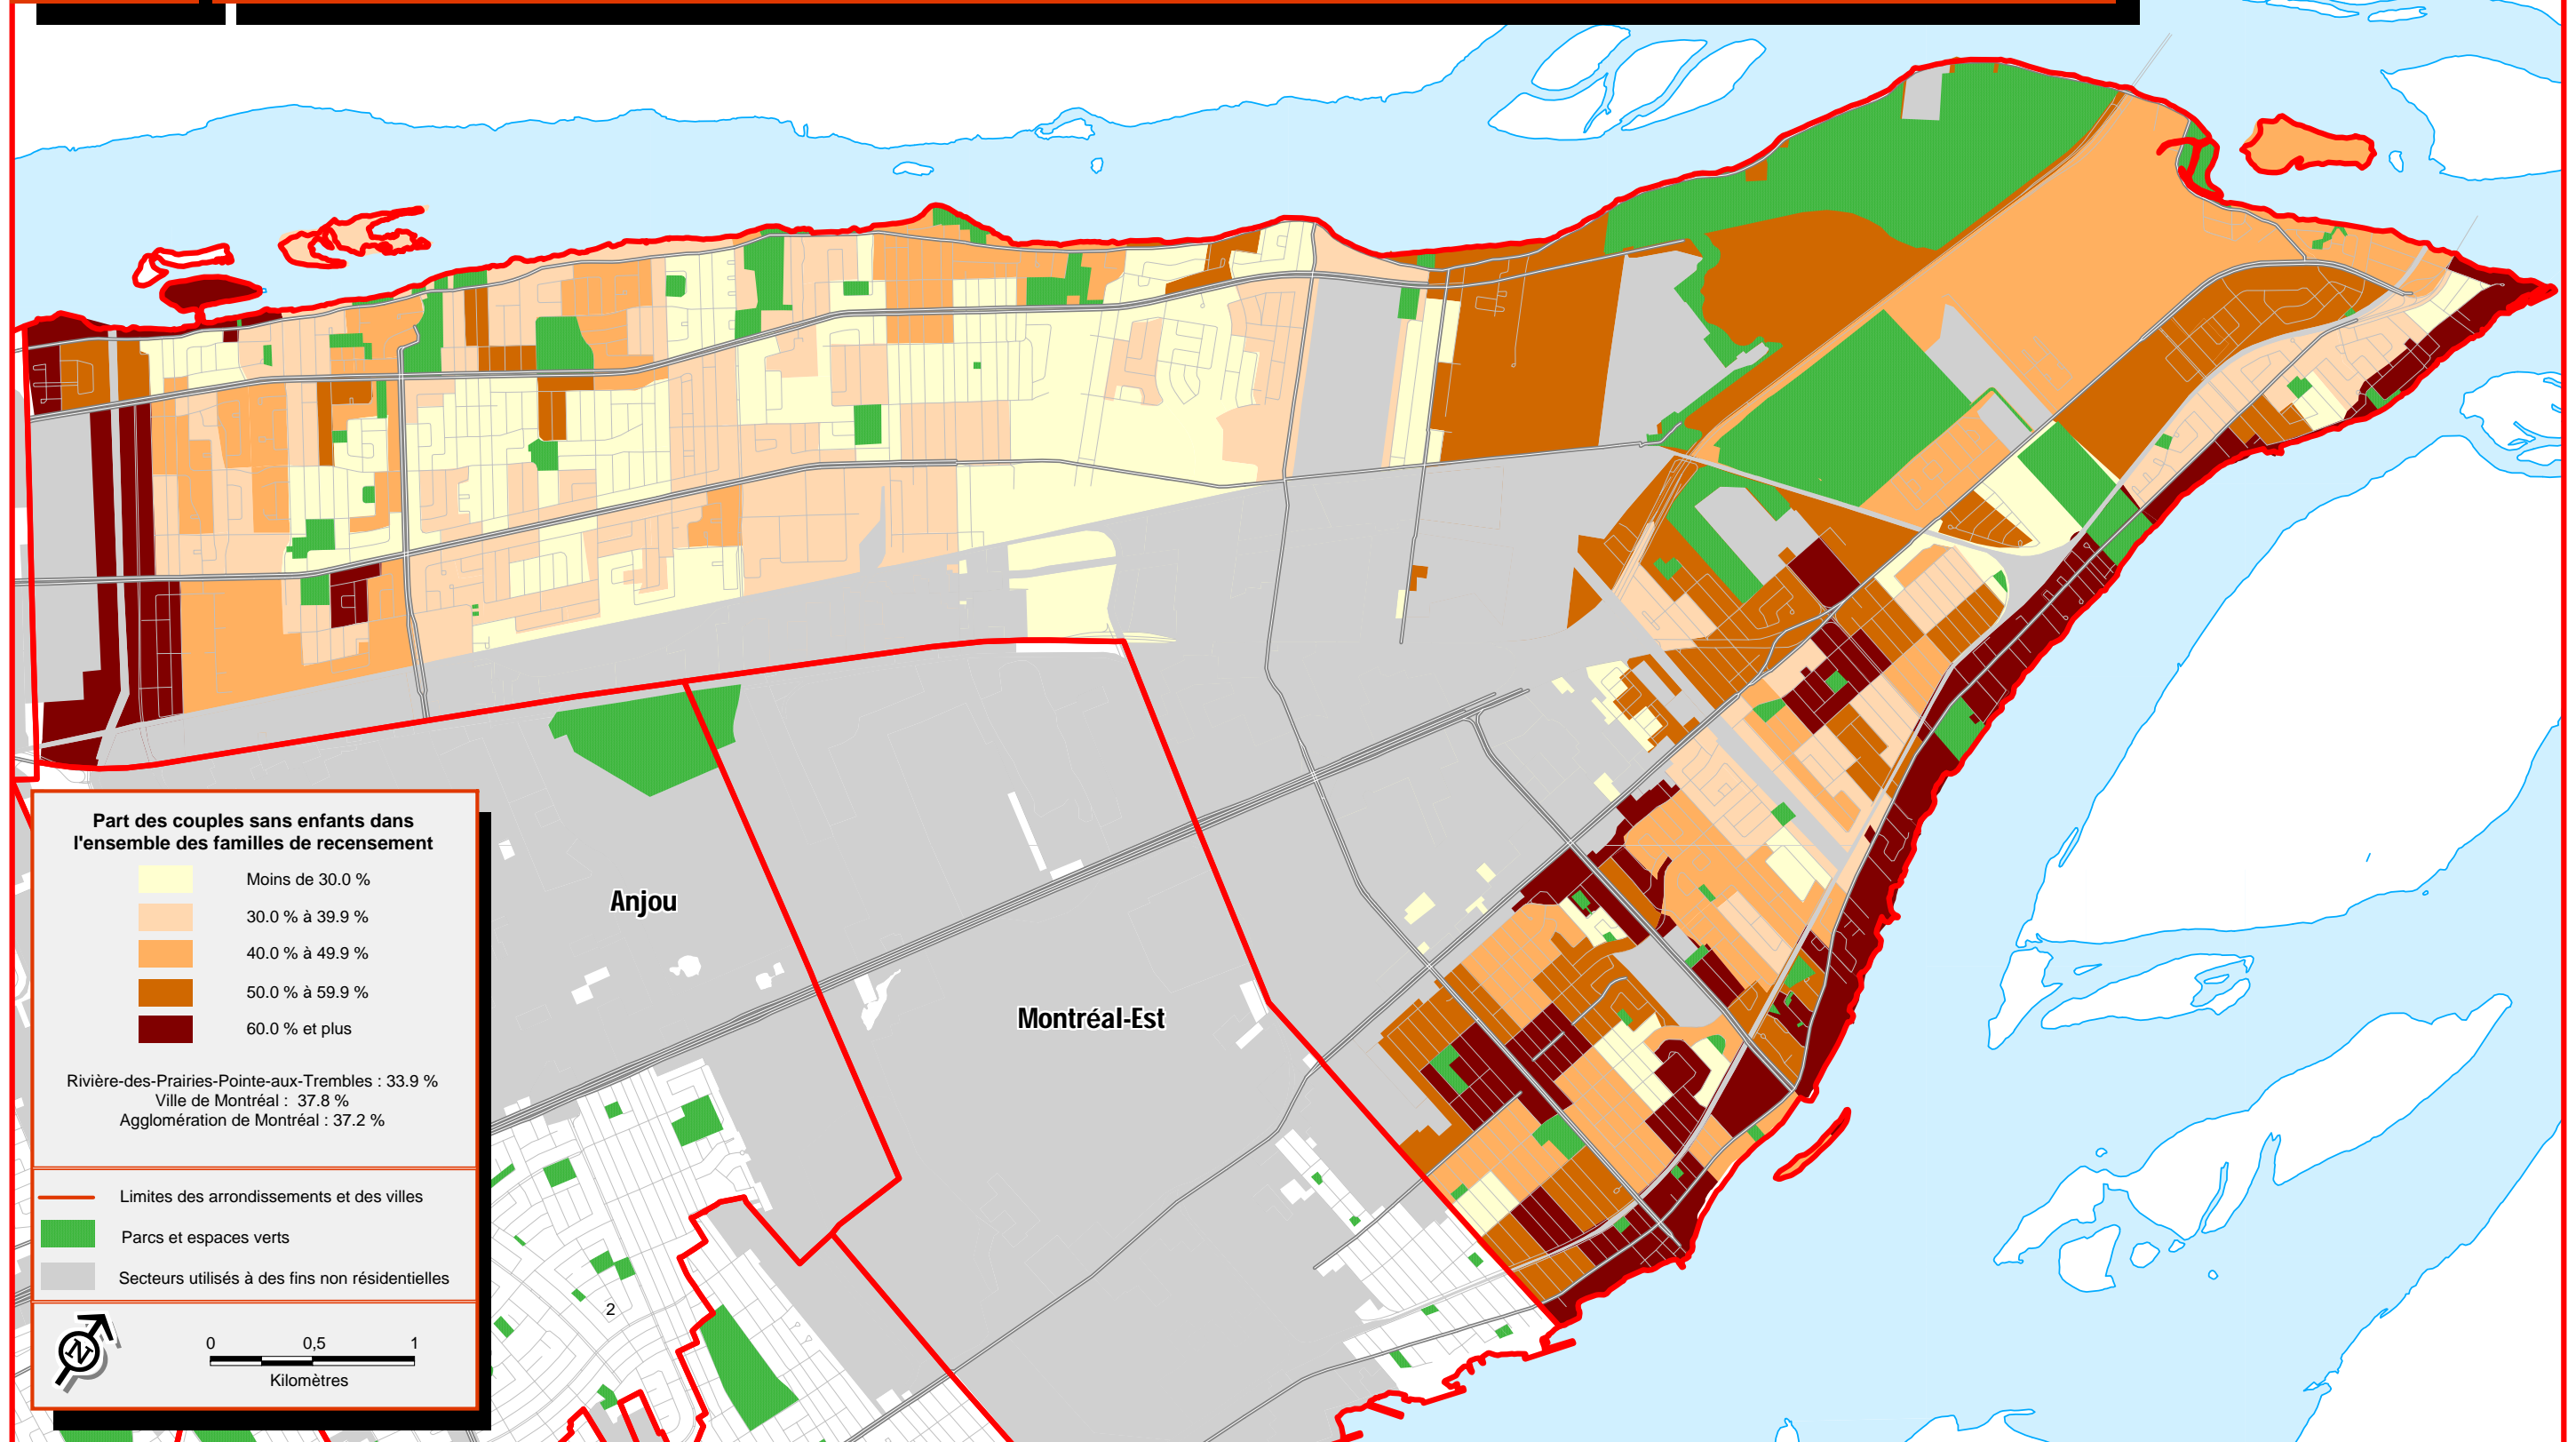 Part des couples sans enfants dans
l'ensemble des familles de recensement
Moins de 30.0 %
30.0 % à 39.9 %
40.0 % à 49.9 %
50.0 % à 59.9 %
60.0 % et plus
Rivière-des-Prairies-Pointe-aux-Trembles : 33.9 %
Ville de Montréal : 37.8 %
Agglomération de Montréal : 37.2 %
Limites des arrondissements et des villes
Parcs et espaces verts
Secteurs utilisés à des fins non résidentielles
N
0 0,5 1
Kilomètres
Anjou
Montréal-Est
2